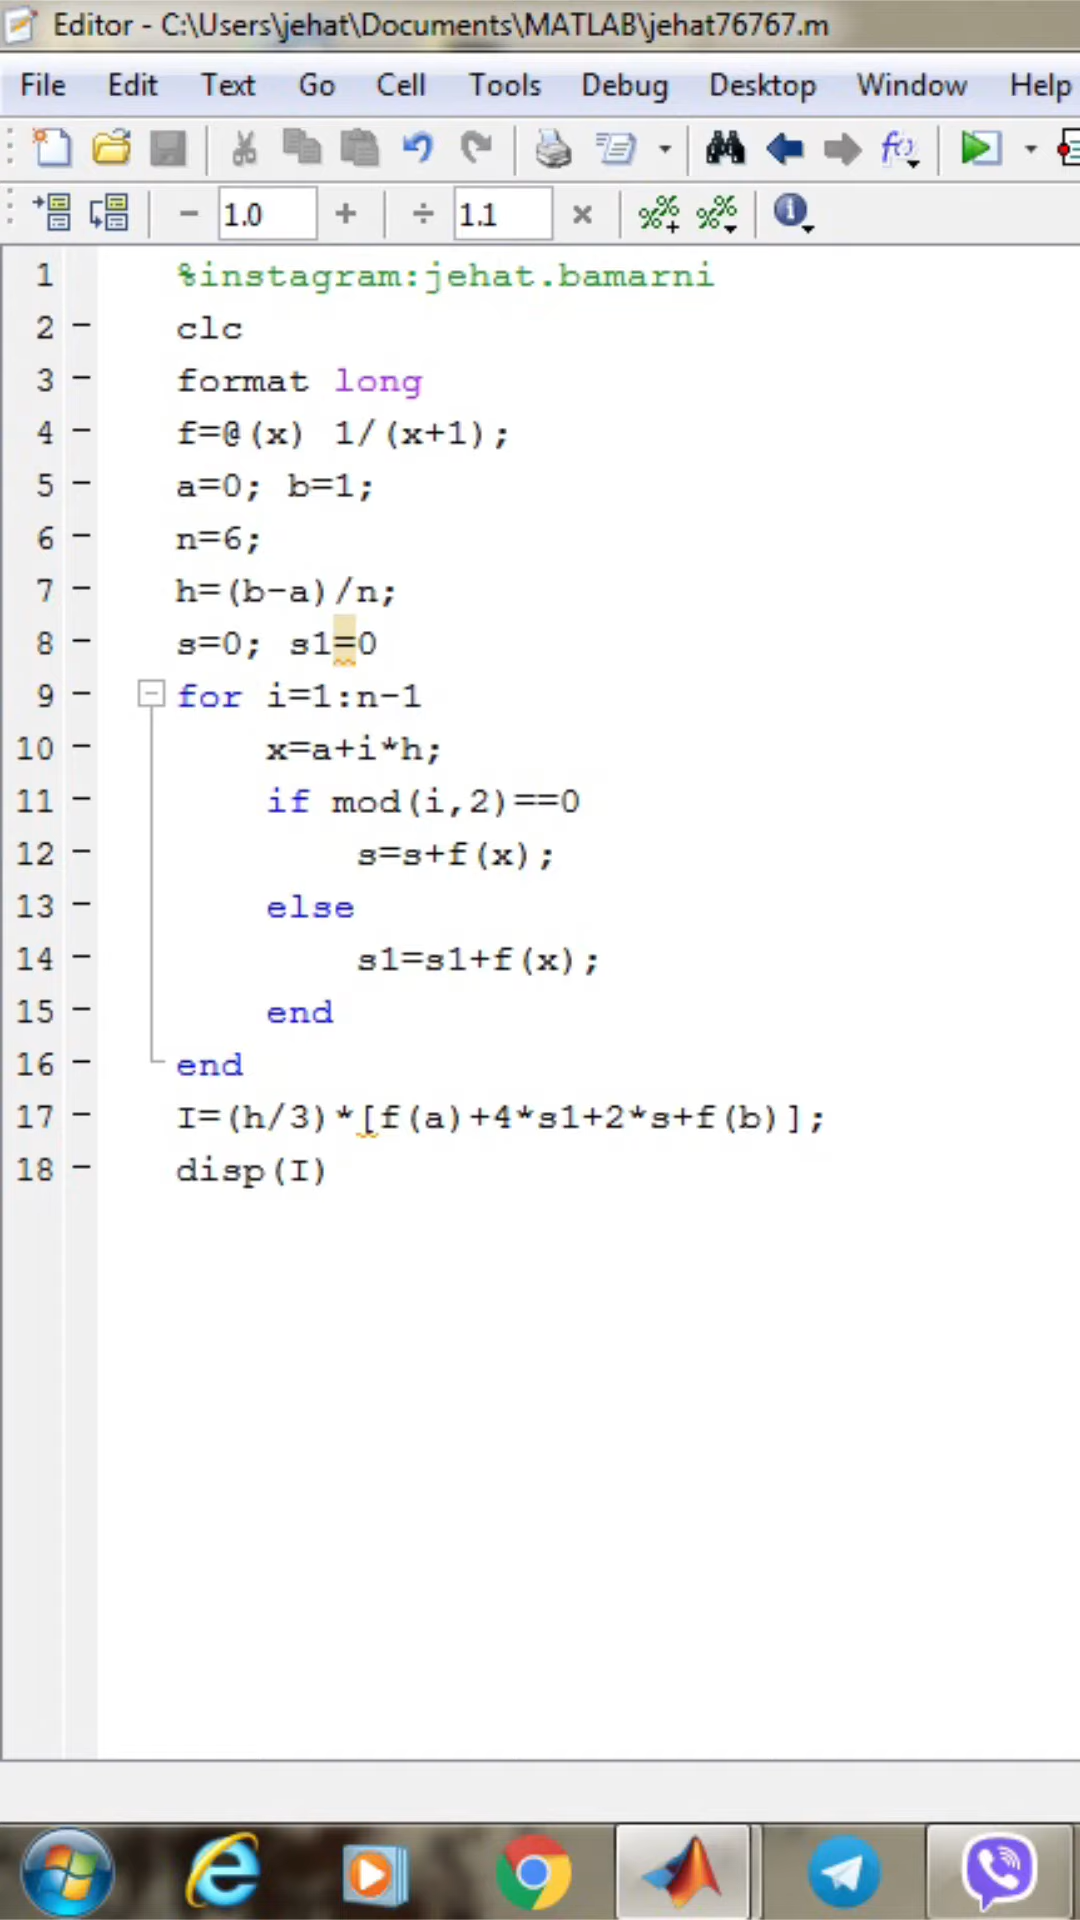 Editor - C:\Users\jehat\Documents\MATLAB\jehat76767.m
File Edit Text Go Cell Tools Debug Desktop Window Help
1.0 1.1
1 %instagram:jehat.bamarni
2 clc
3 format long
4 f=@(x) 1/(x+1);
5 a=0; b=1;
6 n=6;
7 h=(b-a)/n;
8 s=0; s1=0
9 for i=1:n-1
10 x=a+i*h;
11 if mod(i,2)==0
12 s=s+f(x);
13 else
14 s1=s1+f(x);
15 end
16 end
17 I=(h/3)*[f(a)+4*s1+2*s+f(b)];
18 disp(I)